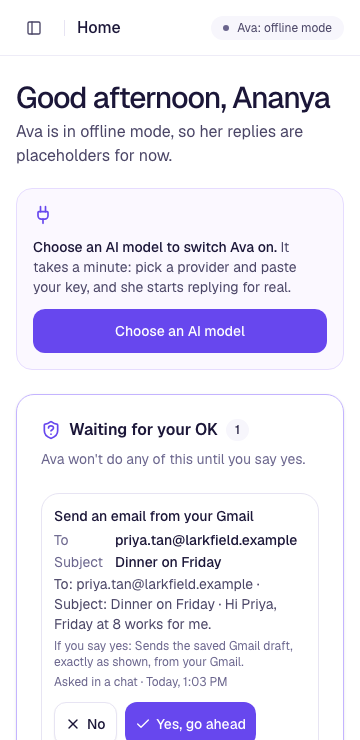 Home
Ava: offline mode
Good afternoon, Ananya
Ava is in offline mode, so her replies are
placeholders for now.
Choose an AI model to switch Ava on. It
takes a minute: pick a provider and paste
your key, and she starts replying for real.
Choose an AI model
Waiting for your OK 1
Ava won't do any of this until you say yes.
Send an email from your Gmail
To priya.tan@larkfield.example
Subject Dinner on Friday
To: priya.tan@larkfield.example ·
Subject: Dinner on Friday · Hi Priya,
Friday at 8 works for me.
If you say yes: Sends the saved Gmail draft,
exactly as shown, from your Gmail.
Asked in a chat · Today, 1:03 PM
No
Yes, go ahead